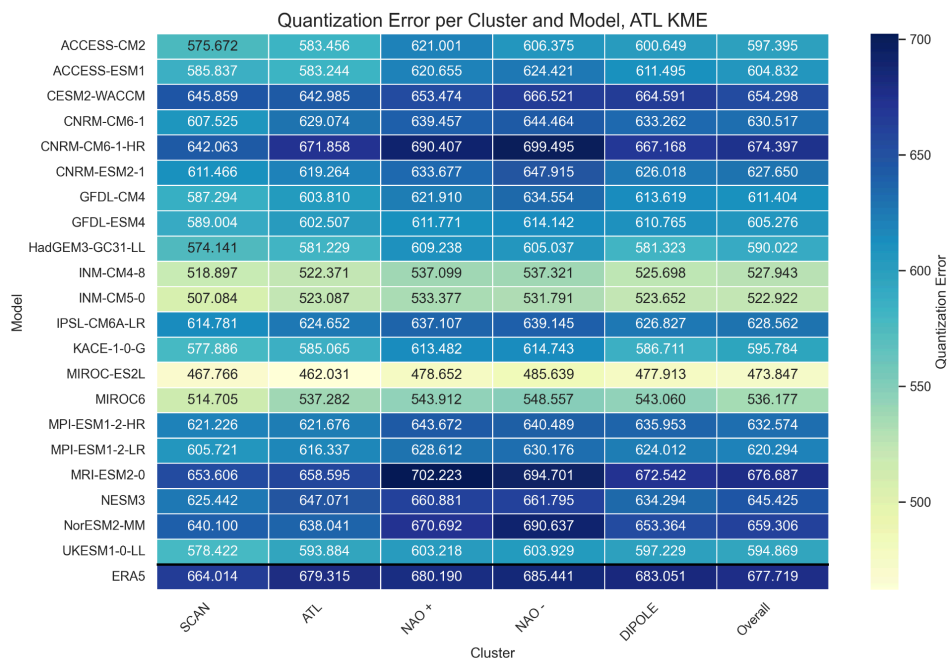 Quantization Error per Cluster and Model, ATL KME
ACCESS-CM2 575.672 583.456 621.001 606.375 600.649 597.395
ACCESS-ESM1 585.837 583.244 620.655 624.421 611.495 604.832
CESM2-WACCM 645.859 642.985 653.474 666.521 664.591 654.298
CNRM-CM6-1 607.525 629.074 639.457 644.464 633.262 630.517
CNRM-CM6-1-HR 642.063 671.858 690.407 699.495 667.168 674.397
CNRM-ESM2-1 611.466 619.264 633.677 647.915 626.018 627.650
GFDL-CM4 587.294 603.810 621.910 634.554 613.619 611.404
GFDL-ESM4 589.004 602.507 611.771 614.142 610.765 605.276
HadGEM3-GC31-LL 574.141 581.229 609.238 605.037 581.323 590.022
INM-CM4-8 518.897 522.371 537.099 537.321 525.698 527.943
INM-CM5-0 507.084 523.087 533.377 531.791 523.652 522.922
IPSL-CM6A-LR 614.781 624.652 637.107 639.145 626.827 628.562
KACE-1-0-G 577.886 585.065 613.482 614.743 586.711 595.784
MIROC-ES2L 467.766 462.031 478.652 485.639 477.913 473.847
MIROC6 514.705 537.282 543.912 548.557 543.060 536.177
MPI-ESM1-2-HR 621.226 621.676 643.672 640.489 635.953 632.574
MPI-ESM1-2-LR 605.721 616.337 628.612 630.176 624.012 620.294
MRI-ESM2-0 653.606 658.595 702.223 694.701 672.542 676.687
NESM3 625.442 647.071 660.881 661.795 634.294 645.425
NorESM2-MM 640.100 638.041 670.692 690.637 653.364 659.306
UKESM1-0-LL 578.422 593.884 603.218 603.929 597.229 594.869
ERA5 664.014 679.315 680.190 685.441 683.051 677.719
SCAN ATL NAO + NAO - DIPOLE Overall
Cluster
Model
700
650
600
550
500
Quantization Error